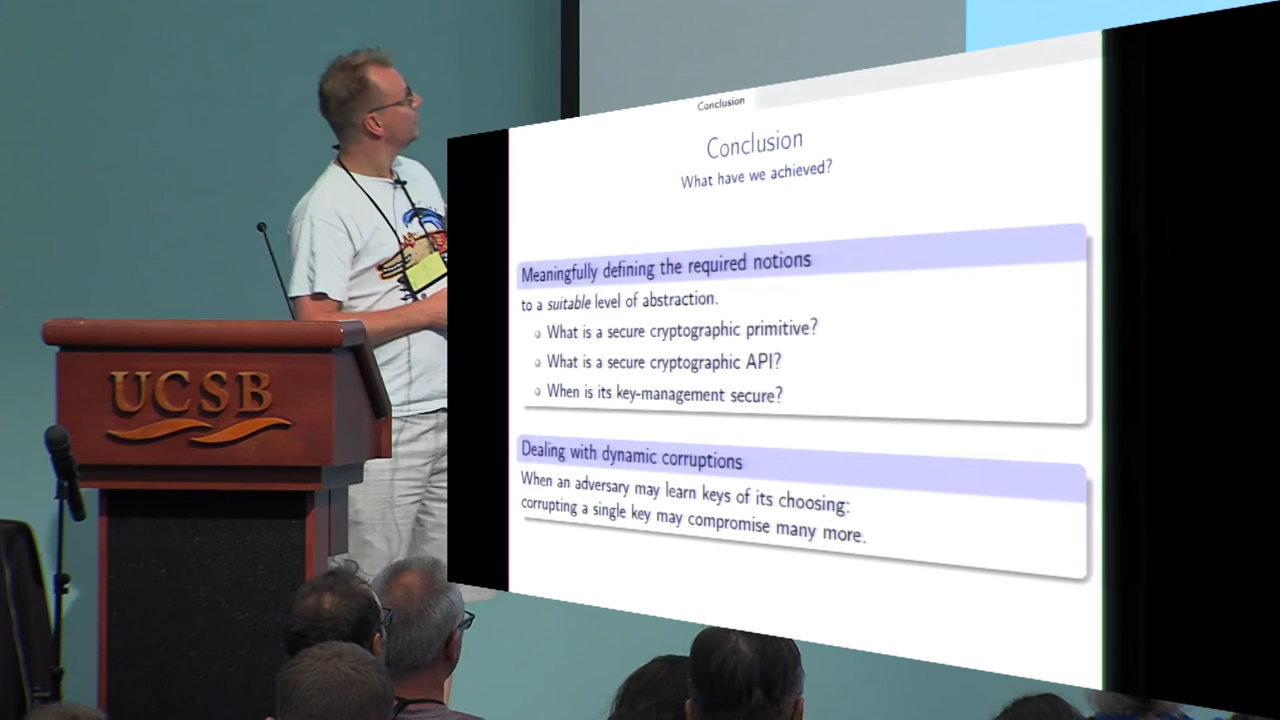 UCSB
Conclusion
Conclusion
What have we achieved?
Meaningfully defining the required notions
to a suitable level of abstraction.
What is a secure cryptographic primitive?
What is a secure cryptographic API?
When is its key-management secure?
Dealing with dynamic corruptions
When an adversary may learn keys of its choosing:
corrupting a single key may compromise many more.